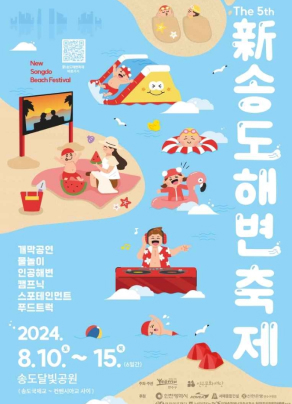 The 5th
新송도해변축제
New
Songdo
Beach Festival
개막공연
물놀이
인공해변
캠프닉
스포테인먼트
푸드트럭
2024.
8.10 ~ 15
송도달빛공원